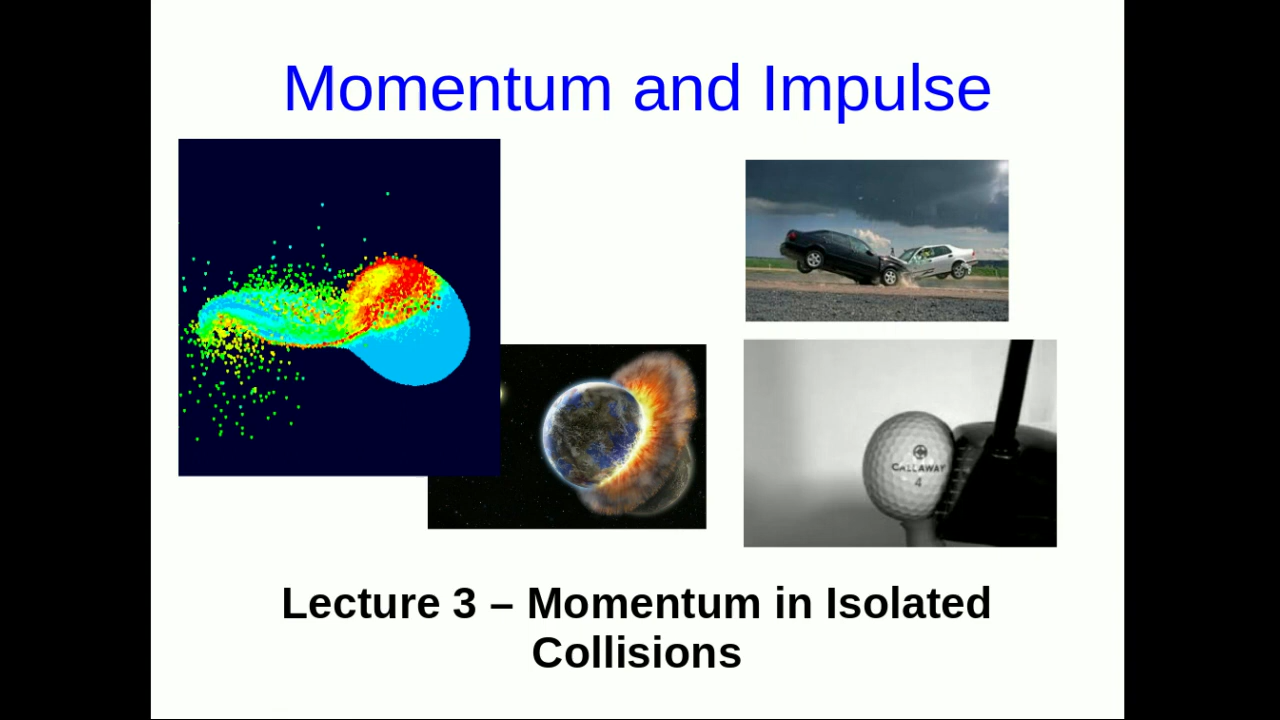 Momentum and Impulse
CALLAWAY
4
Lecture 3 – Momentum in Isolated
Collisions